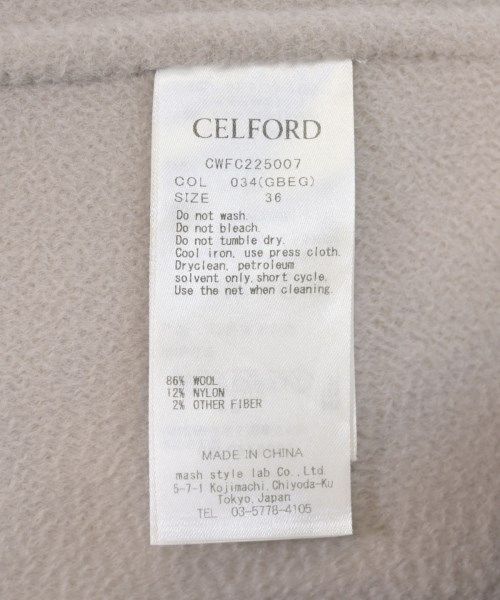 CELFORD
CWFC225007
COL 034(GBEG)
SIZE 36
Do not wash.
Do not bleach.
Do not tumble dry.
Cool iron, use press cloth.
Dryclean, petroleum
solvent only,short cycle.
Use the net when cleaning.
86% WOOL
12% NYLON
2% OTHER FIBER
MADE IN CHINA
mash style lab Co., Ltd.
5-7-1 Kojimachi,Chiyoda-Ku
Tokyo,Japan
TEL 03-5778-4105